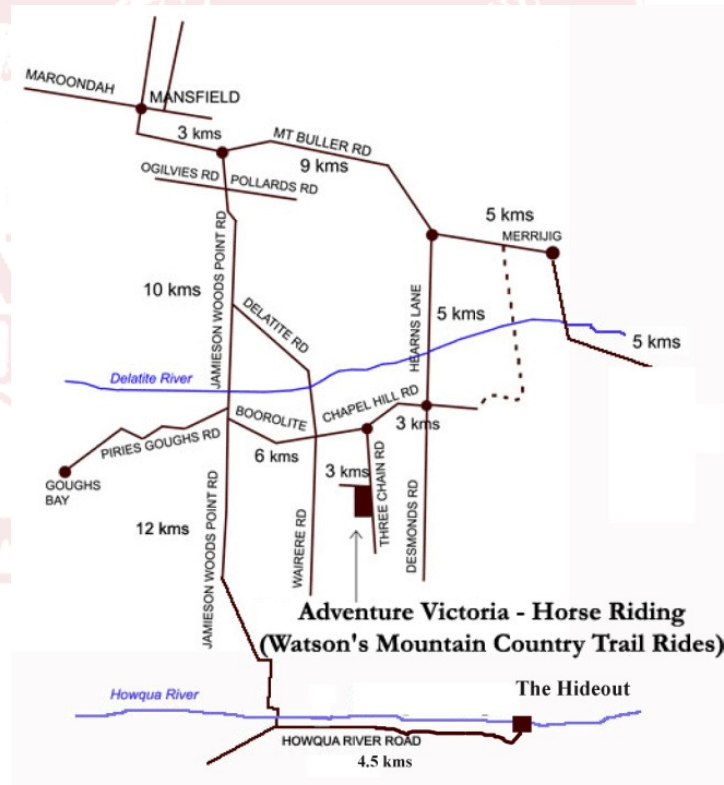 MAROONDAH
MANSFIELD
3 kms
MT BULLER RD
9 kms
OGILVIES RD
POLLARDS RD
5 kms
MERRIJIG
JAMIESON WOODS POINT RD
10 kms
DELATITE RD
HEARNS LANE
5 kms
5 kms
Delatite River
BOOROLITE
CHAPEL HILL RD
3 kms
PIRIES GOUGHS RD
6 kms
GOUGHS
BAY
3 kms
THREE CHAIN RD
DESMONDS RD
12 kms
JAMIESON WOODS POINT RD
WAIRERE RD
Adventure Victoria - Horse Riding
(Watson's Mountain Country Trail Rides)
Howqua River
The Hideout
HOWQUA RIVER ROAD
4.5 kms